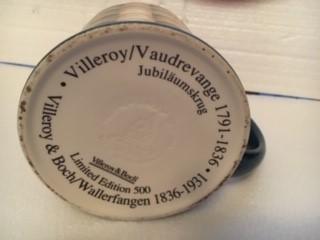 Villeroy/Vaudrevange 1791-1836 •
Villeroy & Boch/Wallerfangen 1836-1931 •
Jubiläumskrug
Villeroy & Boch
Limited Edition 500